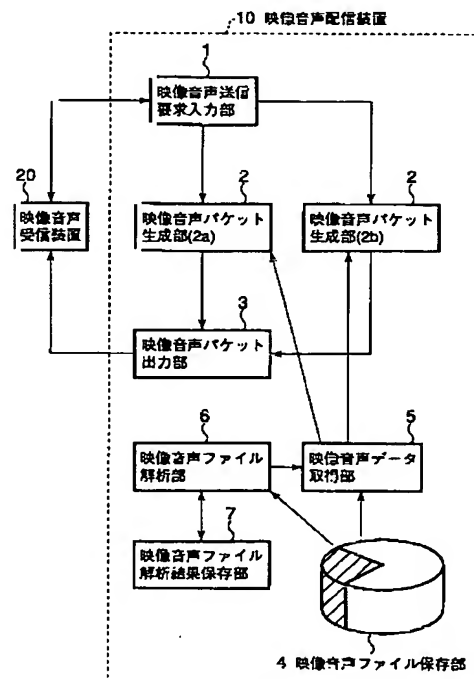 10 映像音声配信装置
1
映像音声送信
要求入力部
20
映像音声
受信装置
2
映像音声パケット
生成部(2a)
2
映像音声パケット
生成部(2b)
3
映像音声パケット
出力部
6
映像音声ファイル
解析部
5
映像音声データ
取得部
7
映像音声ファイル
解析結果保存部
4 映像音声ファイル保存部